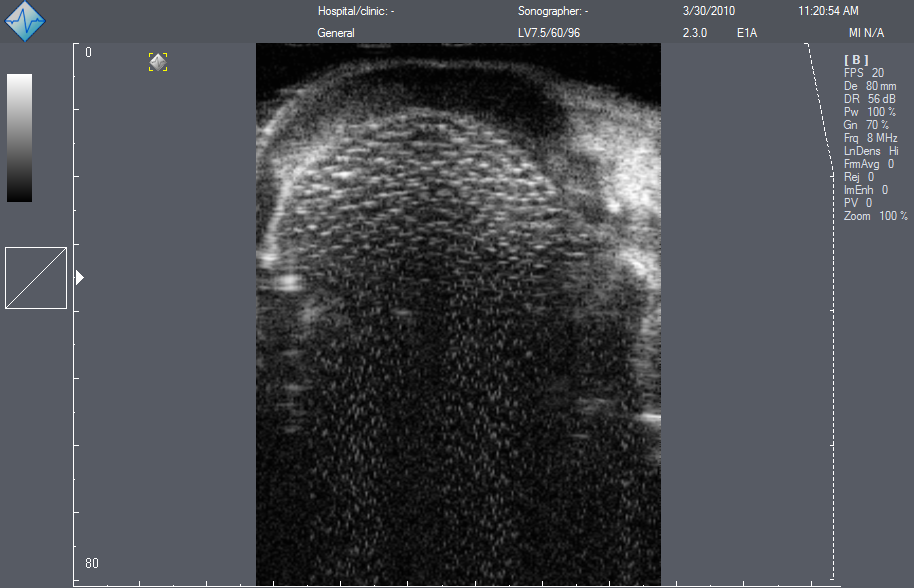 Hospital/clinic: - Sonographer: - 3/30/2010 11:20:54 AM
General LV7.5/60/96 2.3.0 E1A MI N/A
0
[ B ]
FPS 20
De 80 mm
DR 56 dB
Pw 100 %
Gn 70 %
Frq 8 MHz
LnDens Hi
FrmAvg 0
Rej 0
ImEnh 0
PV 0
Zoom 100 %
80